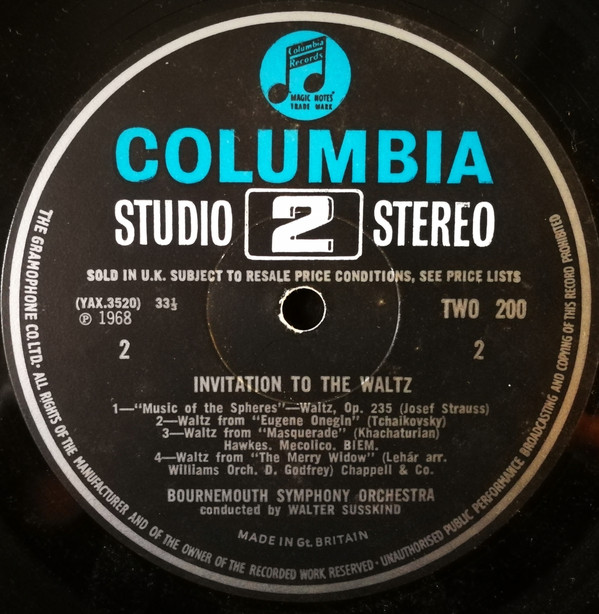 Columbia
Records
"MAGIC NOTES"
TRADE MARK
COLUMBIA
STUDIO 2 STEREO
SOLD IN U.K. SUBJECT TO RESALE PRICE CONDITIONS, SEE PRICE LISTS
(YAX.3520) 33⅓
TWO 200
℗ 1968
2
2
INVITATION TO THE WALTZ
1—"Music of the Spheres"—Waltz, Op. 235 (Josef Strauss)
2—Waltz from "Eugene Onegin" (Tchaikovsky)
3—Waltz from "Masquerade" (Khachaturian)
Hawkes. Mecolico. BIEM.
4—Waltz from "The Merry Widow" (Lehár arr.
Williams Orch. D. Godfrey) Chappell & Co.
BOURNEMOUTH SYMPHONY ORCHESTRA
conducted by WALTER SUSSKIND
MADE IN Gt. BRITAIN
THE GRAMOPHONE CO. LTD. · ALL RIGHTS OF THE MANUFACTURER AND OF THE OWNER OF THE RECORDED WORK RESERVED · UNAUTHORISED PUBLIC PERFORMANCE BROADCASTING AND COPYING OF THIS RECORD PROHIBITED